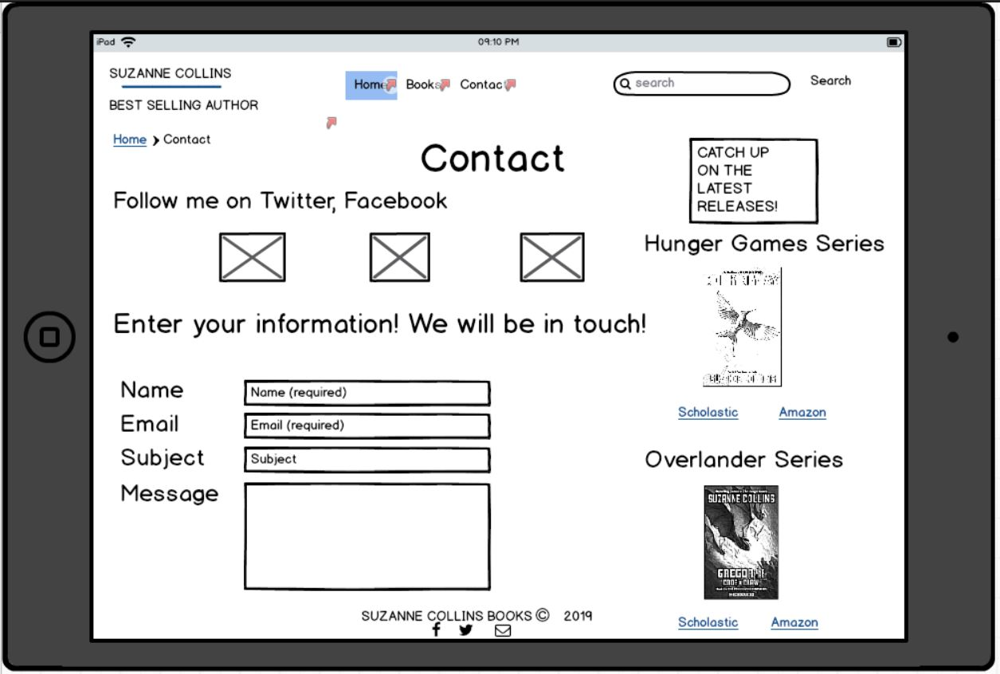 iPad
09:10 PM
SUZANNE COLLINS
BEST SELLING AUTHOR
Home Books Contact
search
Search
Home Contact
Contact
CATCH UP
ON THE
LATEST
RELEASES!
Follow me on Twitter, Facebook
Hunger Games Series
Enter your information! We will be in touch!
Name
Name (required)
Email
Email (required)
Subject
Subject
Message
Scholastic Amazon
Overlander Series
SUZANNE COLLINS
Scholastic Amazon
SUZANNE COLLINS BOOKS © 2019